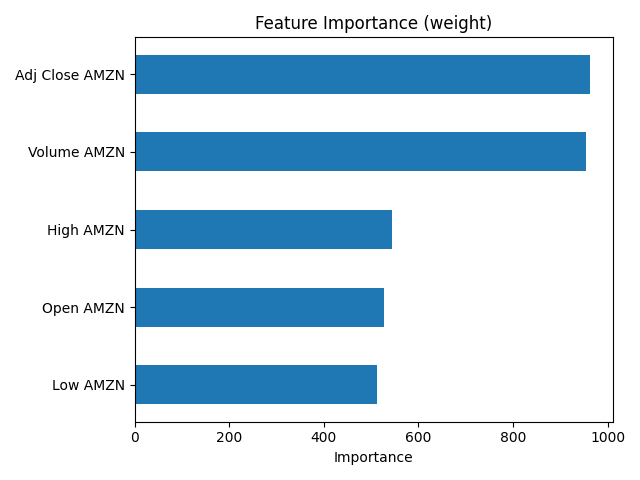 Feature Importance (weight)
Adj Close AMZN
Volume AMZN
High AMZN
Open AMZN
Low AMZN
0 200 400 600 800 1000
Importance